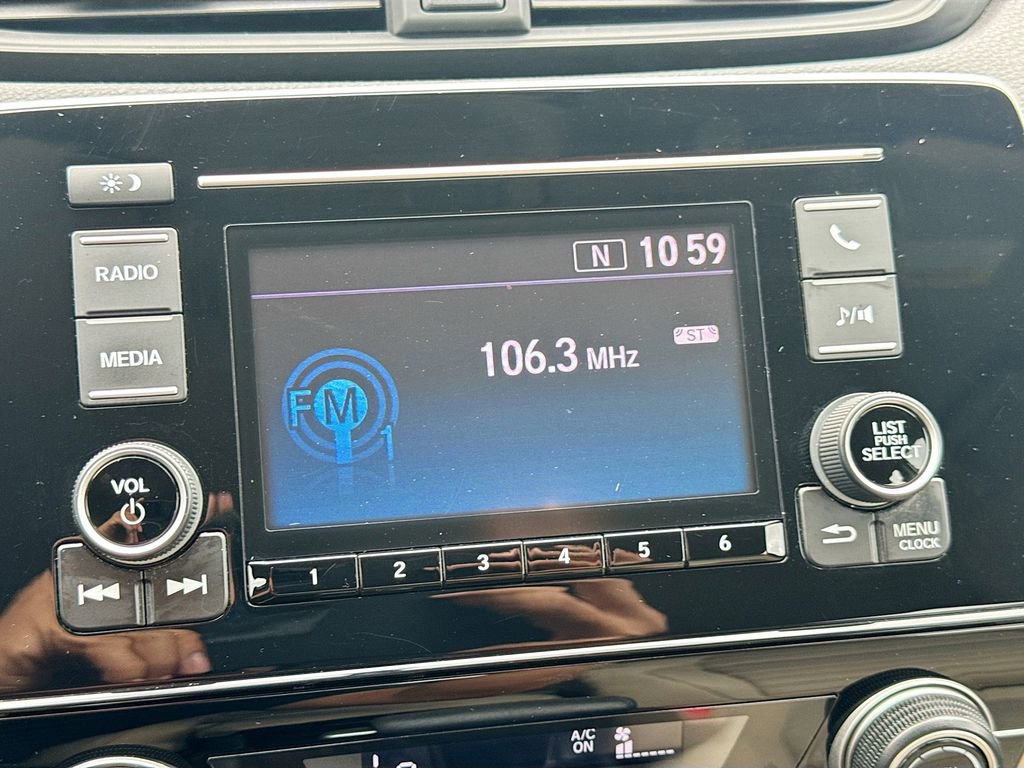 RADIO
MEDIA
VOL
N 10 59
ST
106.3 MHz
FM
1
LIST
PUSH
SELECT
MENU
CLOCK
1 2 3 4 5 6
A/C
ON